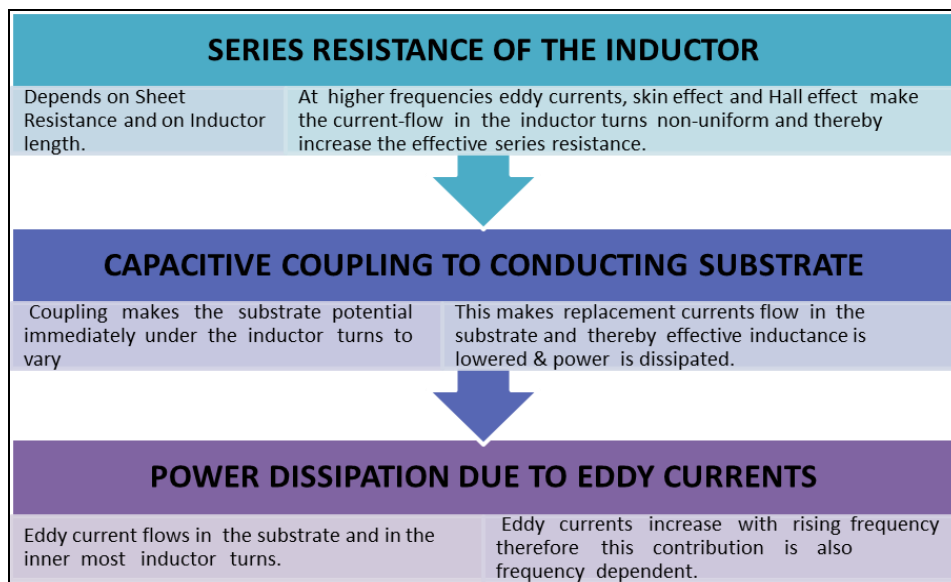 SERIES RESISTANCE OF THE INDUCTOR
Depends on Sheet
Resistance and on Inductor
length.
At higher frequencies eddy currents, skin effect and Hall effect make
the current-flow in the inductor turns non-uniform and thereby
increase the effective series resistance.
CAPACITIVE COUPLING TO CONDUCTING SUBSTRATE
Coupling makes the substrate potential
immediately under the inductor turns to
vary
This makes replacement currents flow in the
substrate and thereby effective inductance is
lowered & power is dissipated.
POWER DISSIPATION DUE TO EDDY CURRENTS
Eddy current flows in the substrate and in the
inner most inductor turns.
Eddy currents increase with rising frequency
therefore this contribution is also
frequency dependent.